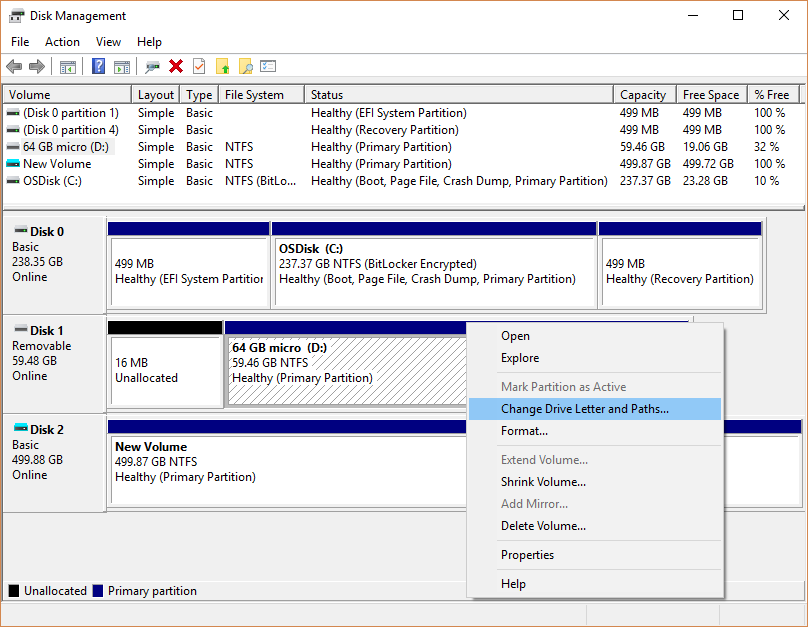 Disk Management
File Action View Help
Volume Layout Type File System Status Capacity Free Space % Free
(Disk 0 partition 1) Simple Basic Healthy (EFI System Partition) 499 MB 499 MB 100 %
(Disk 0 partition 4) Simple Basic Healthy (Recovery Partition) 499 MB 499 MB 100 %
64 GB micro (D:) Simple Basic NTFS Healthy (Primary Partition) 59.46 GB 19.06 GB 32 %
New Volume Simple Basic NTFS Healthy (Primary Partition) 499.87 GB 499.72 GB 100 %
OSDisk (C:) Simple Basic NTFS (BitLo... Healthy (Boot, Page File, Crash Dump, Primary Partition) 237.37 GB 23.28 GB 10 %
Disk 0
Basic
238.35 GB
Online
499 MB
Healthy (EFI System Partition
OSDisk (C:)
237.37 GB NTFS (BitLocker Encrypted)
Healthy (Boot, Page File, Crash Dump, Primary Partition)
499 MB
Healthy (Recovery Partition)
Disk 1
Removable
59.48 GB
Online
16 MB
Unallocated
64 GB micro (D:)
59.46 GB NTFS
Healthy (Primary Partition)
Disk 2
Basic
499.88 GB
Online
New Volume
499.87 GB NTFS
Healthy (Primary Partition)
Open
Explore
Mark Partition as Active
Change Drive Letter and Paths...
Format...
Extend Volume...
Shrink Volume...
Add Mirror...
Delete Volume...
Properties
Help
Unallocated Primary partition